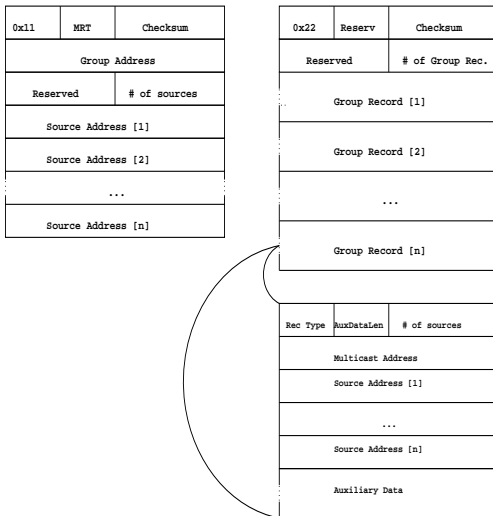 0x11 MRT Checksum
Group Address
Reserved # of sources
Source Address [1]
Source Address [2]
...
Source Address [n]
0x22 Reserv Checksum
Reserved # of Group Rec.
Group Record [1]
Group Record [2]
...
Group Record [n]
Rec Type AuxDataLen # of sources
Multicast Address
Source Address [1]
...
Source Address [n]
Auxiliary Data